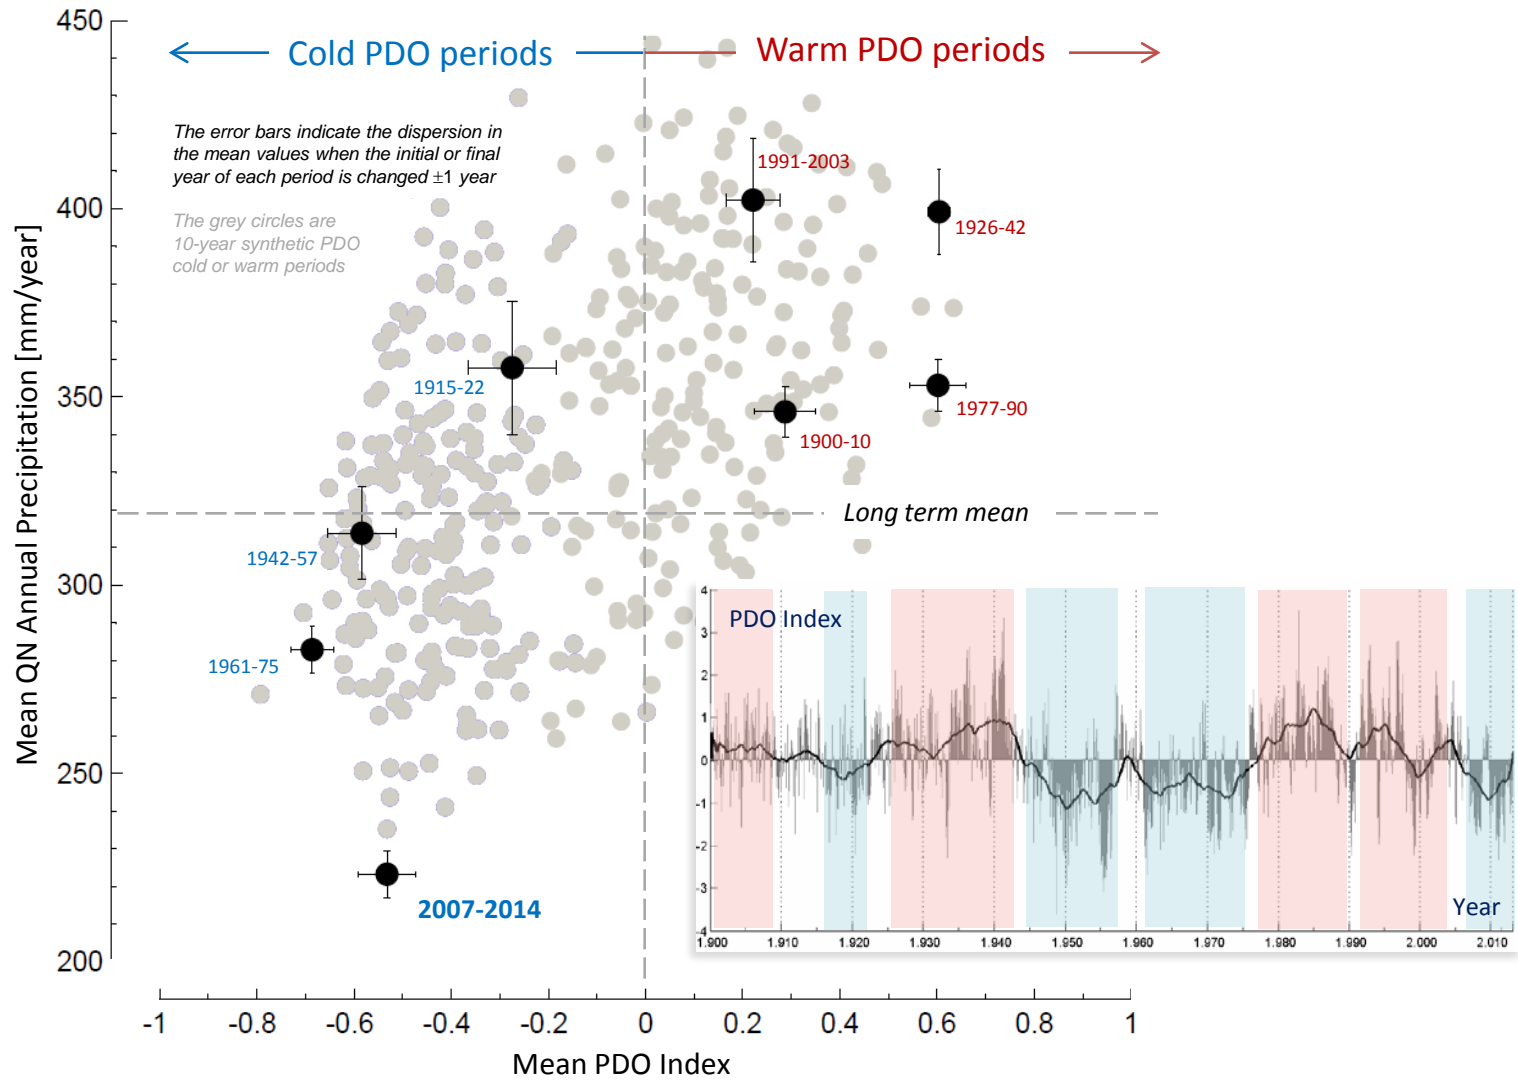 450
400
350
300
250
200
Mean QN Annual Precipitation [mm/year]
Cold PDO periods
Warm PDO periods
The error bars indicate the dispersion in
the mean values when the initial or final
year of each period is changed ±1 year
The grey circles are
10-year synthetic PDO
cold or warm periods
1991-2003
1926-42
1915-22
1977-90
1900-10
Long term mean
1942-57
1961-75
2007-2014
PDO Index
4
3
2
1
0
-1
-2
-3
-4
Year
1.900 1.910 1.920 1.930 1.940 1.950 1.960 1.970 1.980 1.990 2.000 2.010
-1 -0.8 -0.6 -0.4 -0.2 0 0.2 0.4 0.6 0.8 1
Mean PDO Index